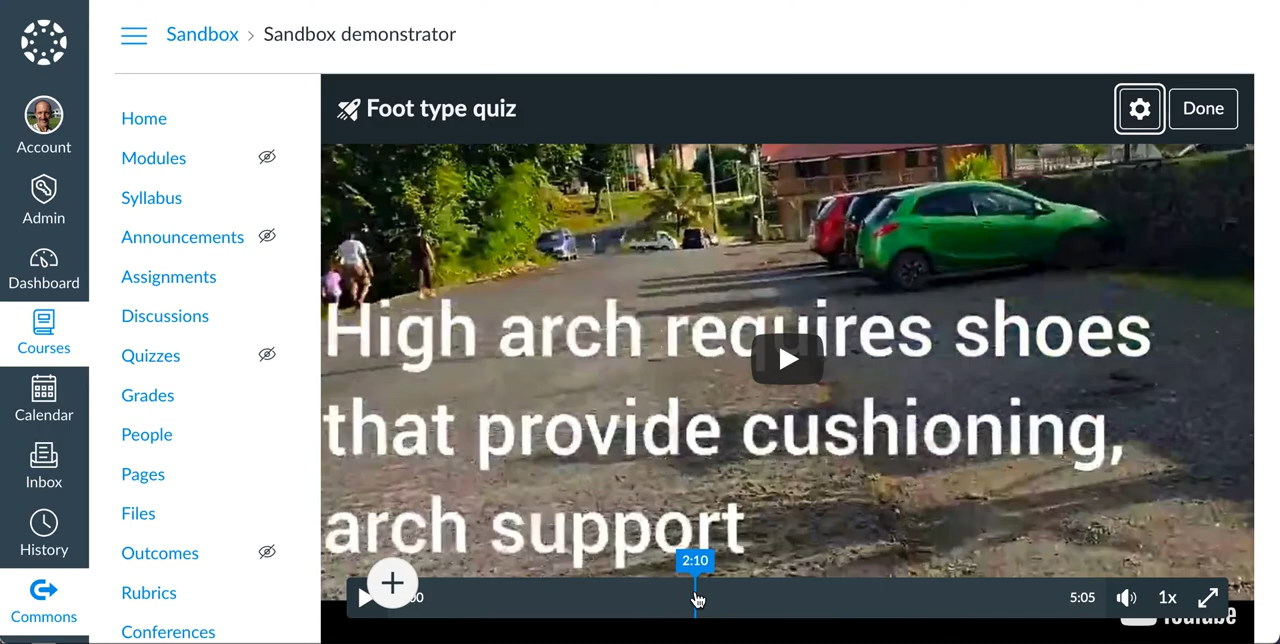 Sandbox › Sandbox demonstrator
Account
Admin
Dashboard
Courses
Calendar
Inbox
History
Commons
Home
Modules
Syllabus
Announcements
Assignments
Discussions
Quizzes
Grades
People
Pages
Files
Outcomes
Rubrics
Conferences
Foot type quiz
Done
High arch requires shoes
that provide cushioning,
arch support
2:10
5:05
1x
YouTube